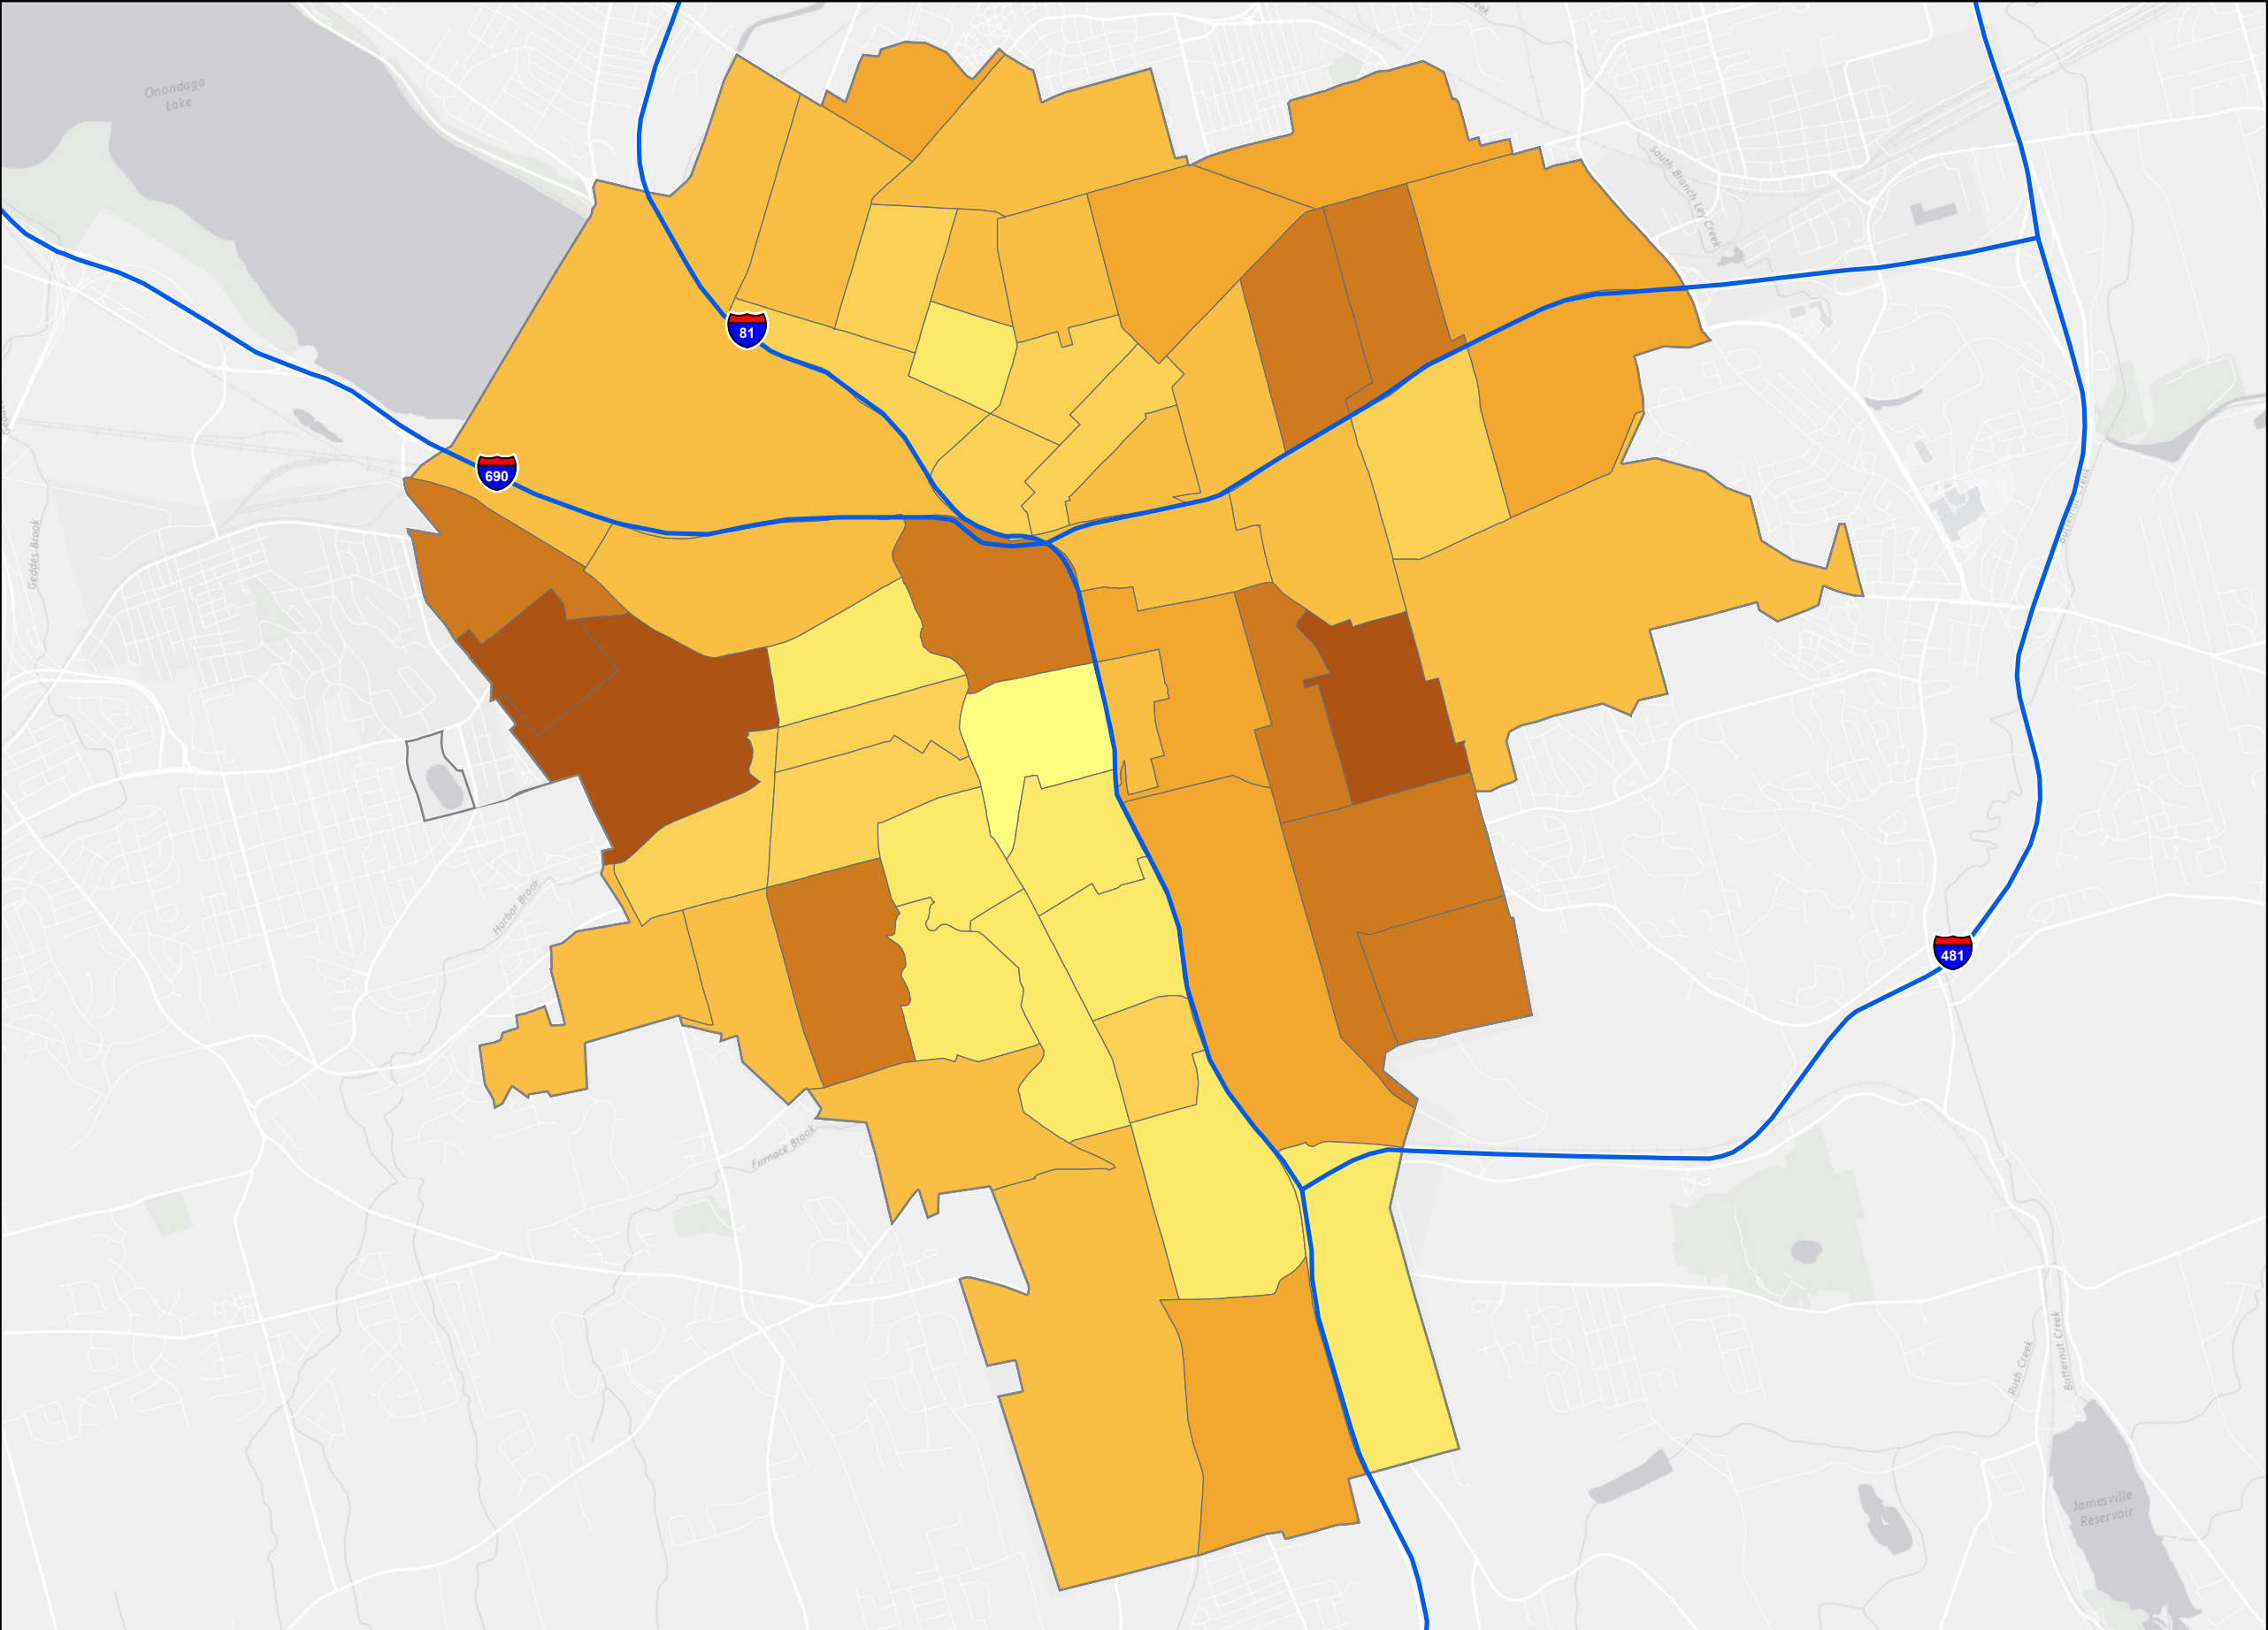 Onondaga
Lake
South Branch Ley Creek
81
690
Geddes Brook
Butternut Creek
Harbor Brook
481
Furnace Brook
Rush Creek
Butternut Creek
Jamesville
Reservoir